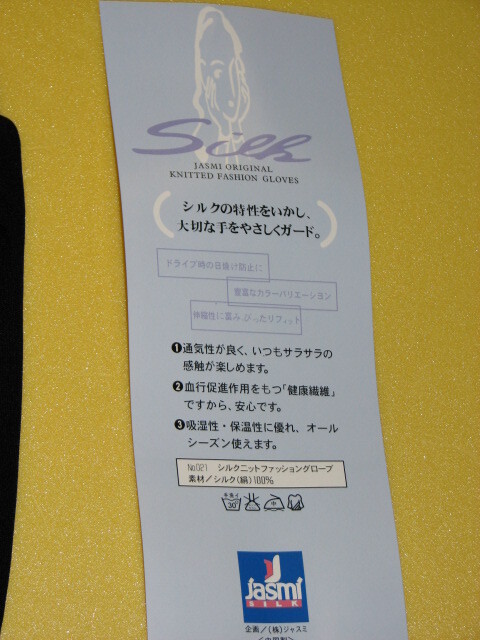 Silk
JASMI ORIGINAL
KNITTED FASHION GLOVES
シルクの特性をいかし、
大切な手をやさしくガード。
ドライブ時の日焼け防止に
豊富なカラーバリエーション
伸縮性に富み ぴったりフィット
❶通気性が良く、いつもサラサラの
感触が楽しめます。
❷血行促進作用をもつ「健康繊維」
ですから、安心です。
❸吸湿性・保温性に優れ、オール
シーズン使えます。
No021 シルクニットファッショングローブ
素材/シルク(絹)100%
30
Jasmi
SILK
企画/(株)ジャスミ